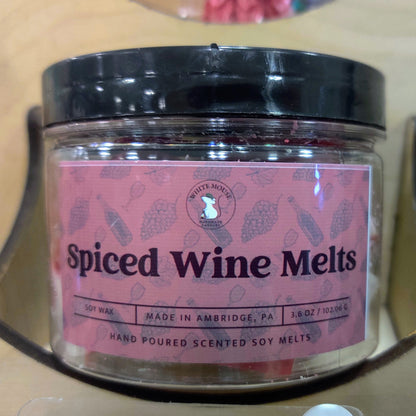 WHITE MOUSE
Spiced Wine Melts
SOY WAX
MADE IN AMBRIDGE, PA
3.6 OZ / 102.06 G
HAND POURED SCENTED SOY MELTS